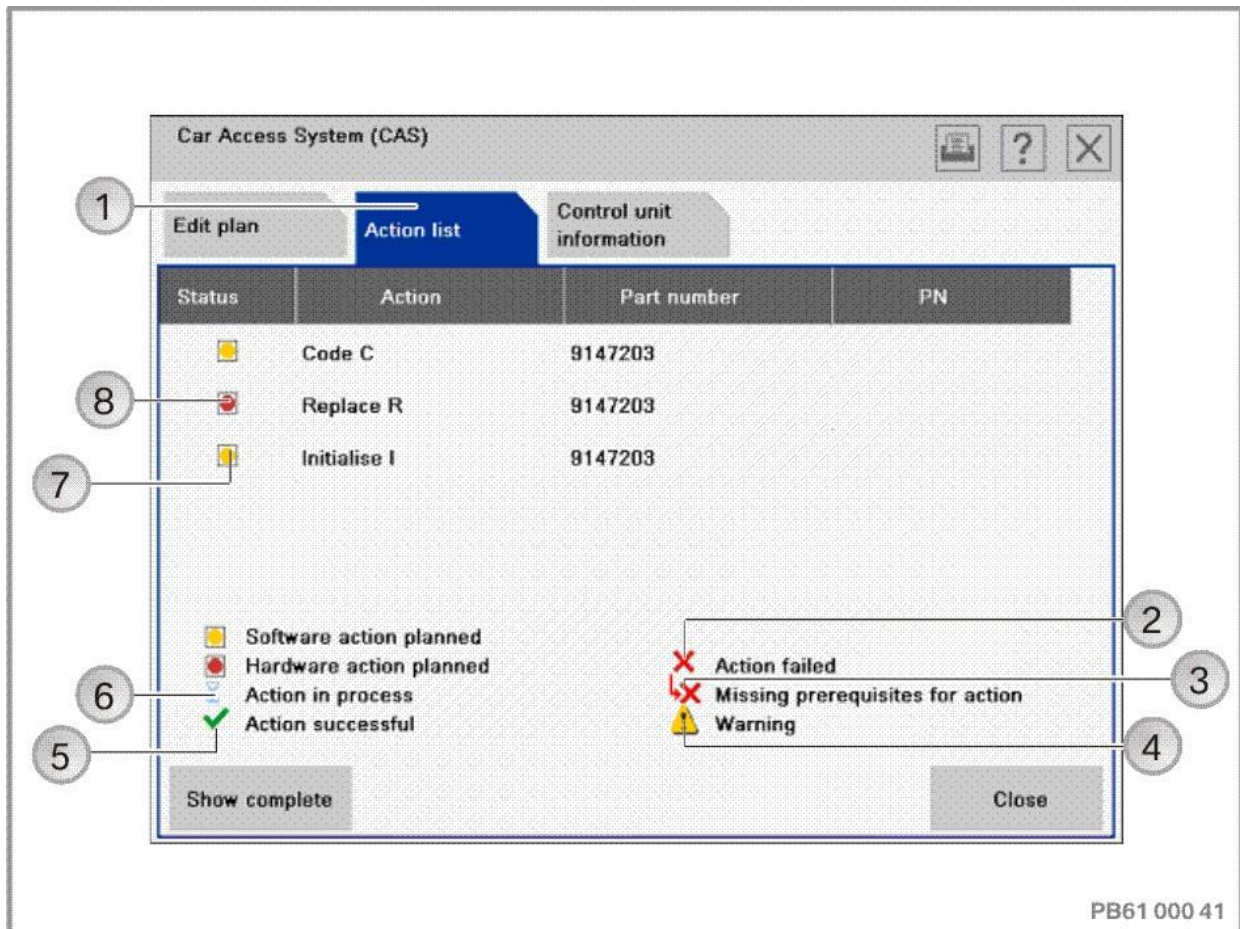 Car Access System (CAS)
?
1
Edit plan
Action list
Control unit
information
Status Action Part number PN
Code C 9147203
8
Replace R 9147203
7
Initialise I 9147203
2
Software action planned
Hardware action planned
Action failed
3
6
Action in process
Missing prerequisites for action
Action successful
Warning
5
4
Show complete
Close
PB61 000 41